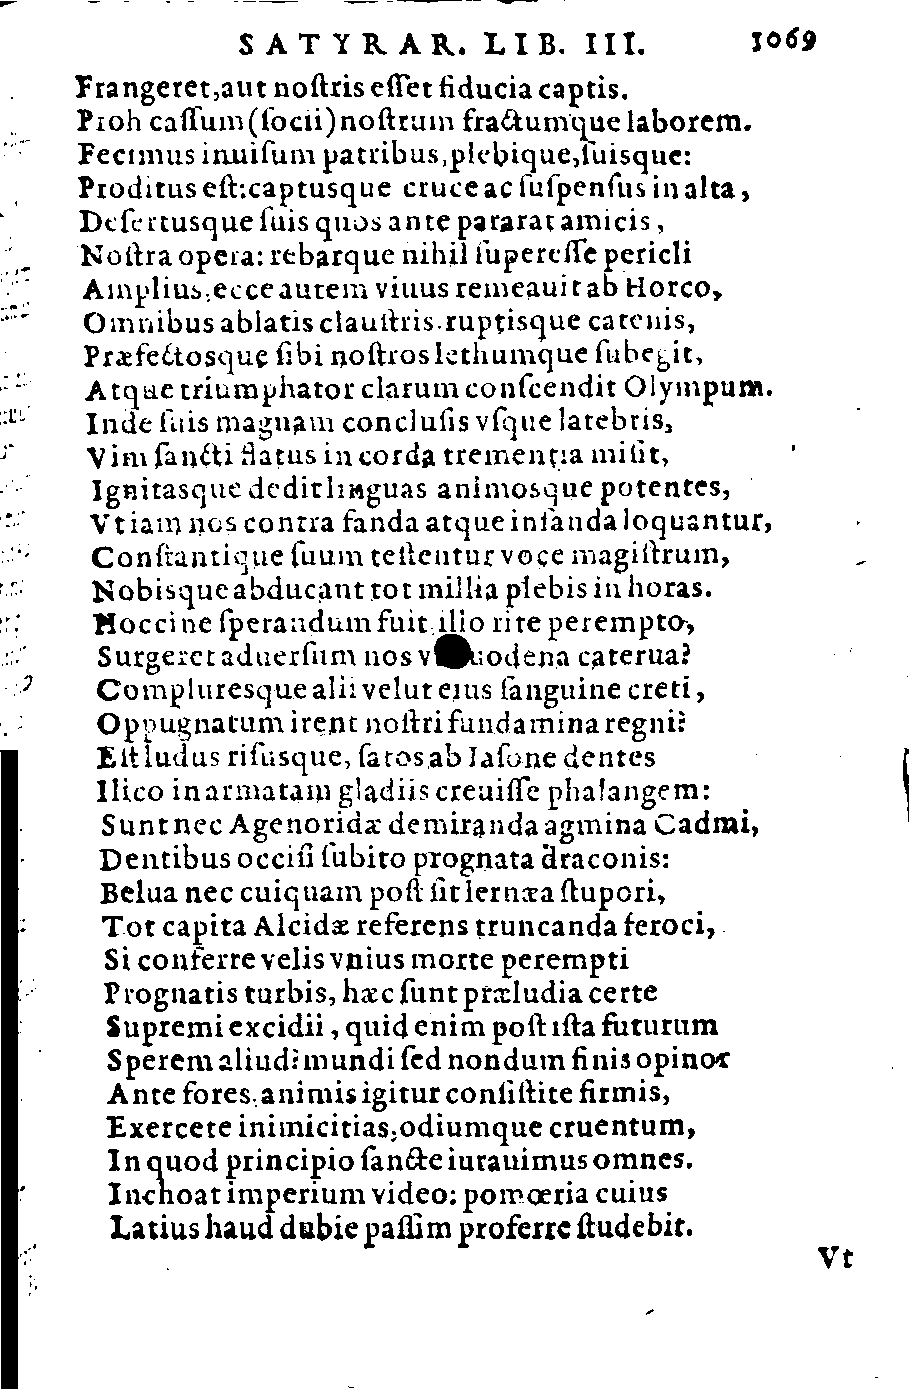 SATYRAR. LIB. III. 1069
Frangeret, aut noſtris eſſet fiducia captis.
Proh caſſum (ſocii) noſtrum fractumque laborem.
Fecimus inuiſum patribus, plebique, ſuisque:
Proditus eſt: captusque cruce ac ſuſpenſus in alta,
Deſertusque ſuis quos ante pararat amicis,
Noſtra opera: rebarque nihil ſupereſſe pericli
Amplius, ecce autem viuus remeauit ab Horco,
Omnibus ablatis clauſtris, ruptisque catenis,
Præfectosque ſibi noſtros lethumque ſubegit,
Atque triumphator clarum conſcendit Olympum.
Inde ſuis magnam concluſis vſque latebris,
Vim ſancti flatus in corda trementia miſit,
Ignitasque dedit linguas animosque potentes,
Vt iam nos contra fanda atque infanda loquantur,
Conſtantique ſuum teſtentur voce magiſtrum,
Nobisque abducant tot millia plebis in horas.
Hoccine ſperandum fuit illo rite perempto,
Surgeret aduerſum nos v uodena caterua?
Compluresque alii velut eius ſanguine creti,
Oppugnatum irent noſtri fundamina regni?
Eſt ludus riſusque, ſatos ab Iaſone dentes
Ilico in armatam gladiis creuiſſe phalangem:
Sunt nec Agenoridæ demiranda agmina Cadmi,
Dentibus occiſi ſubito prognata draconis:
Belua nec cuiquam poſt ſit lernæa ſtupori,
Tot capita Alcidæ referens truncanda feroci,
Si conferre velis vnius morte perempti
Prognatis turbis, hæc ſunt præludia certe
Supremi excidii, quid enim poſt iſta futurum
Sperem aliud? mundi ſed nondum finis opinor
Ante fores, animis igitur conſiſtite firmis,
Exercete inimicitias, odiumque cruentum,
In quod principio ſancte iurauimus omnes.
Inchoat imperium video: pomœria cuius
Latius haud dubie paſſim proferre ſtudebit.
Vt